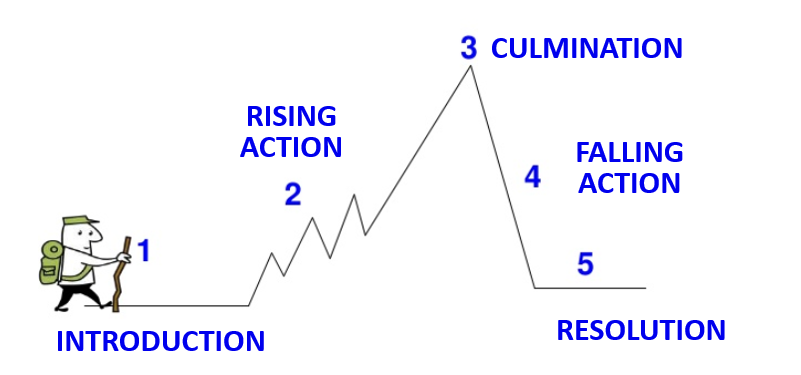 1
INTRODUCTION
RISING
ACTION
2
3 CULMINATION
4
FALLING
ACTION
5
RESOLUTION